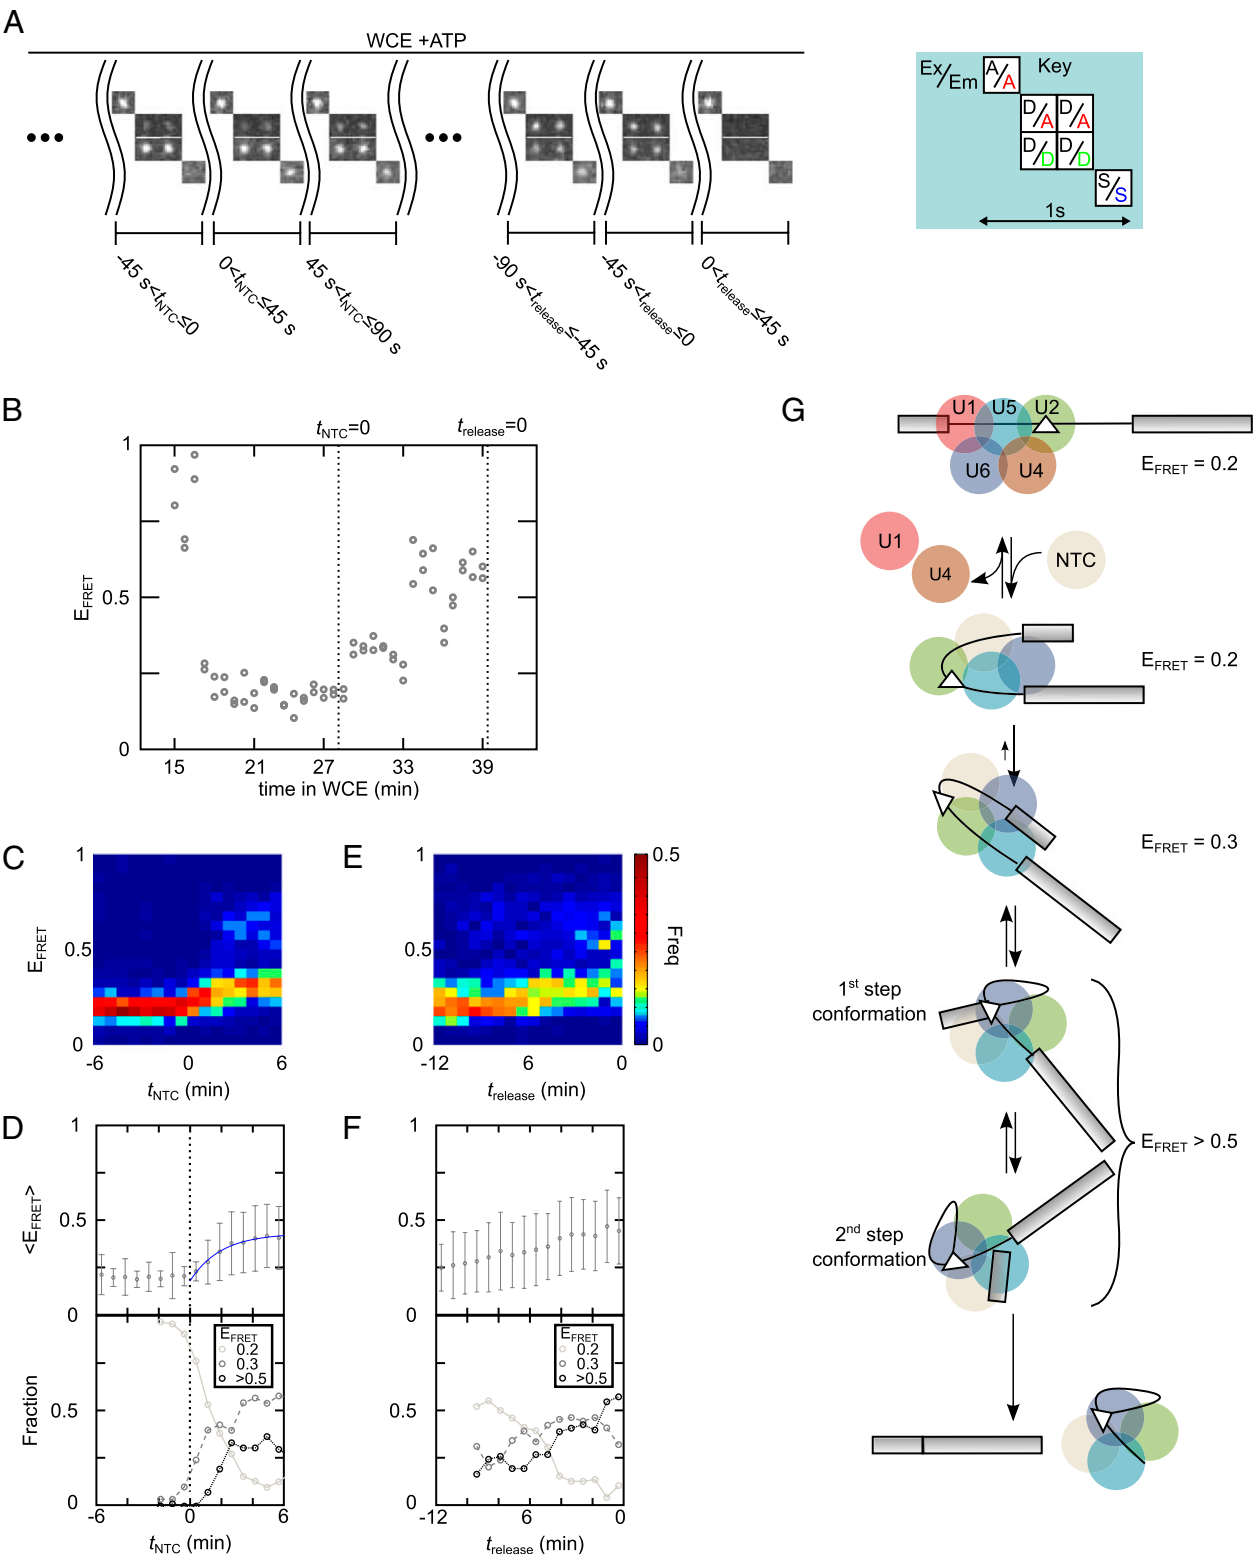 A
WCE +ATP
Ex/Em
A/A
Key
D/A D/A
D/D D/D
S/S
1s
-45 s<tNTC≤0
0<tNTC≤45 s
45 s<tNTC≤90 s
-90 s<trelease≤-45s
-45 s<trelease≤0
0<trelease≤45 s
B
tNTC=0
trelease=0
1
0.5
0
EFRET
15 21 27 33 39
time in WCE (min)
C
1
0.5
0
EFRET
-6 0 6
tNTC (min)
E
1
0.5
0
-12 6 0
trelease (min)
0.5
0
Freq
D
1
0.5
0
<EFRET>
EFRET
0.2
0.3
>0.5
0.5
0
Fraction
-6 0 6
tNTC (min)
F
1
0.5
0
EFRET
0.2
0.3
>0.5
0.5
0
-12 6 0
trelease (min)
G
U1 U5 U2
U6 U4
EFRET = 0.2
U1
U4
NTC
EFRET = 0.2
EFRET = 0.3
1st step
conformation
EFRET > 0.5
2nd step
conformation